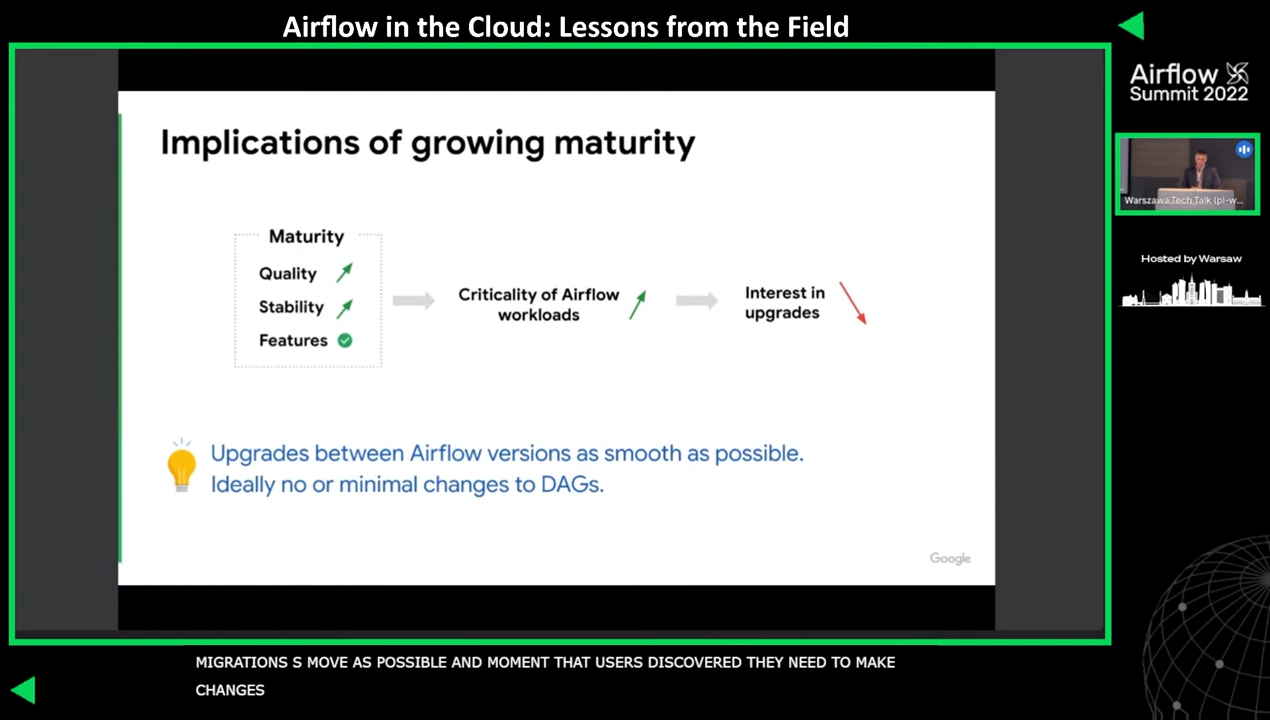 Airflow in the Cloud: Lessons from the Field
Airflow
Summit 2022
Implications of growing maturity
Maturity
Quality
Stability
Features
Criticality of Airflow
workloads
Interest in
upgrades
Upgrades between Airflow versions as smooth as possible.
Ideally no or minimal changes to DAGs.
Google
Warszawa Tech Talk (pl-w...
Hosted by Warsaw
MIGRATIONS S MOVE AS POSSIBLE AND MOMENT THAT USERS DISCOVERED THEY NEED TO MAKE
CHANGES